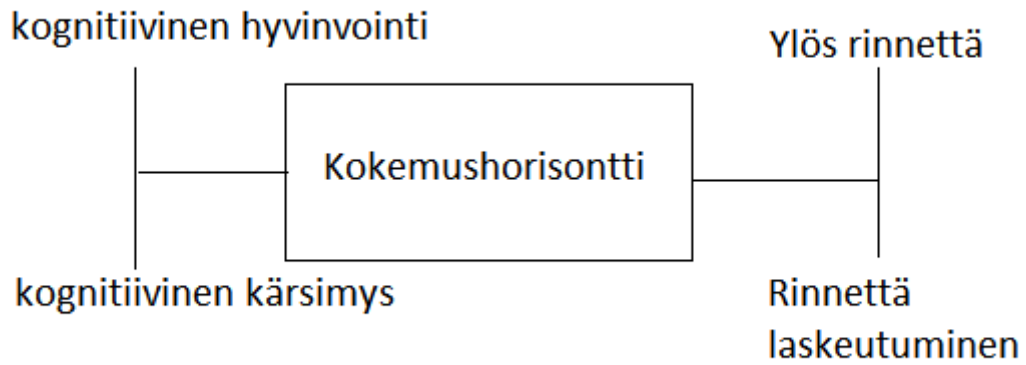 kognitiivinen hyvinvointi
Ylös rinnettä
Kokemushorisontti
kognitiivinen kärsimys
Rinnettä
laskeutuminen